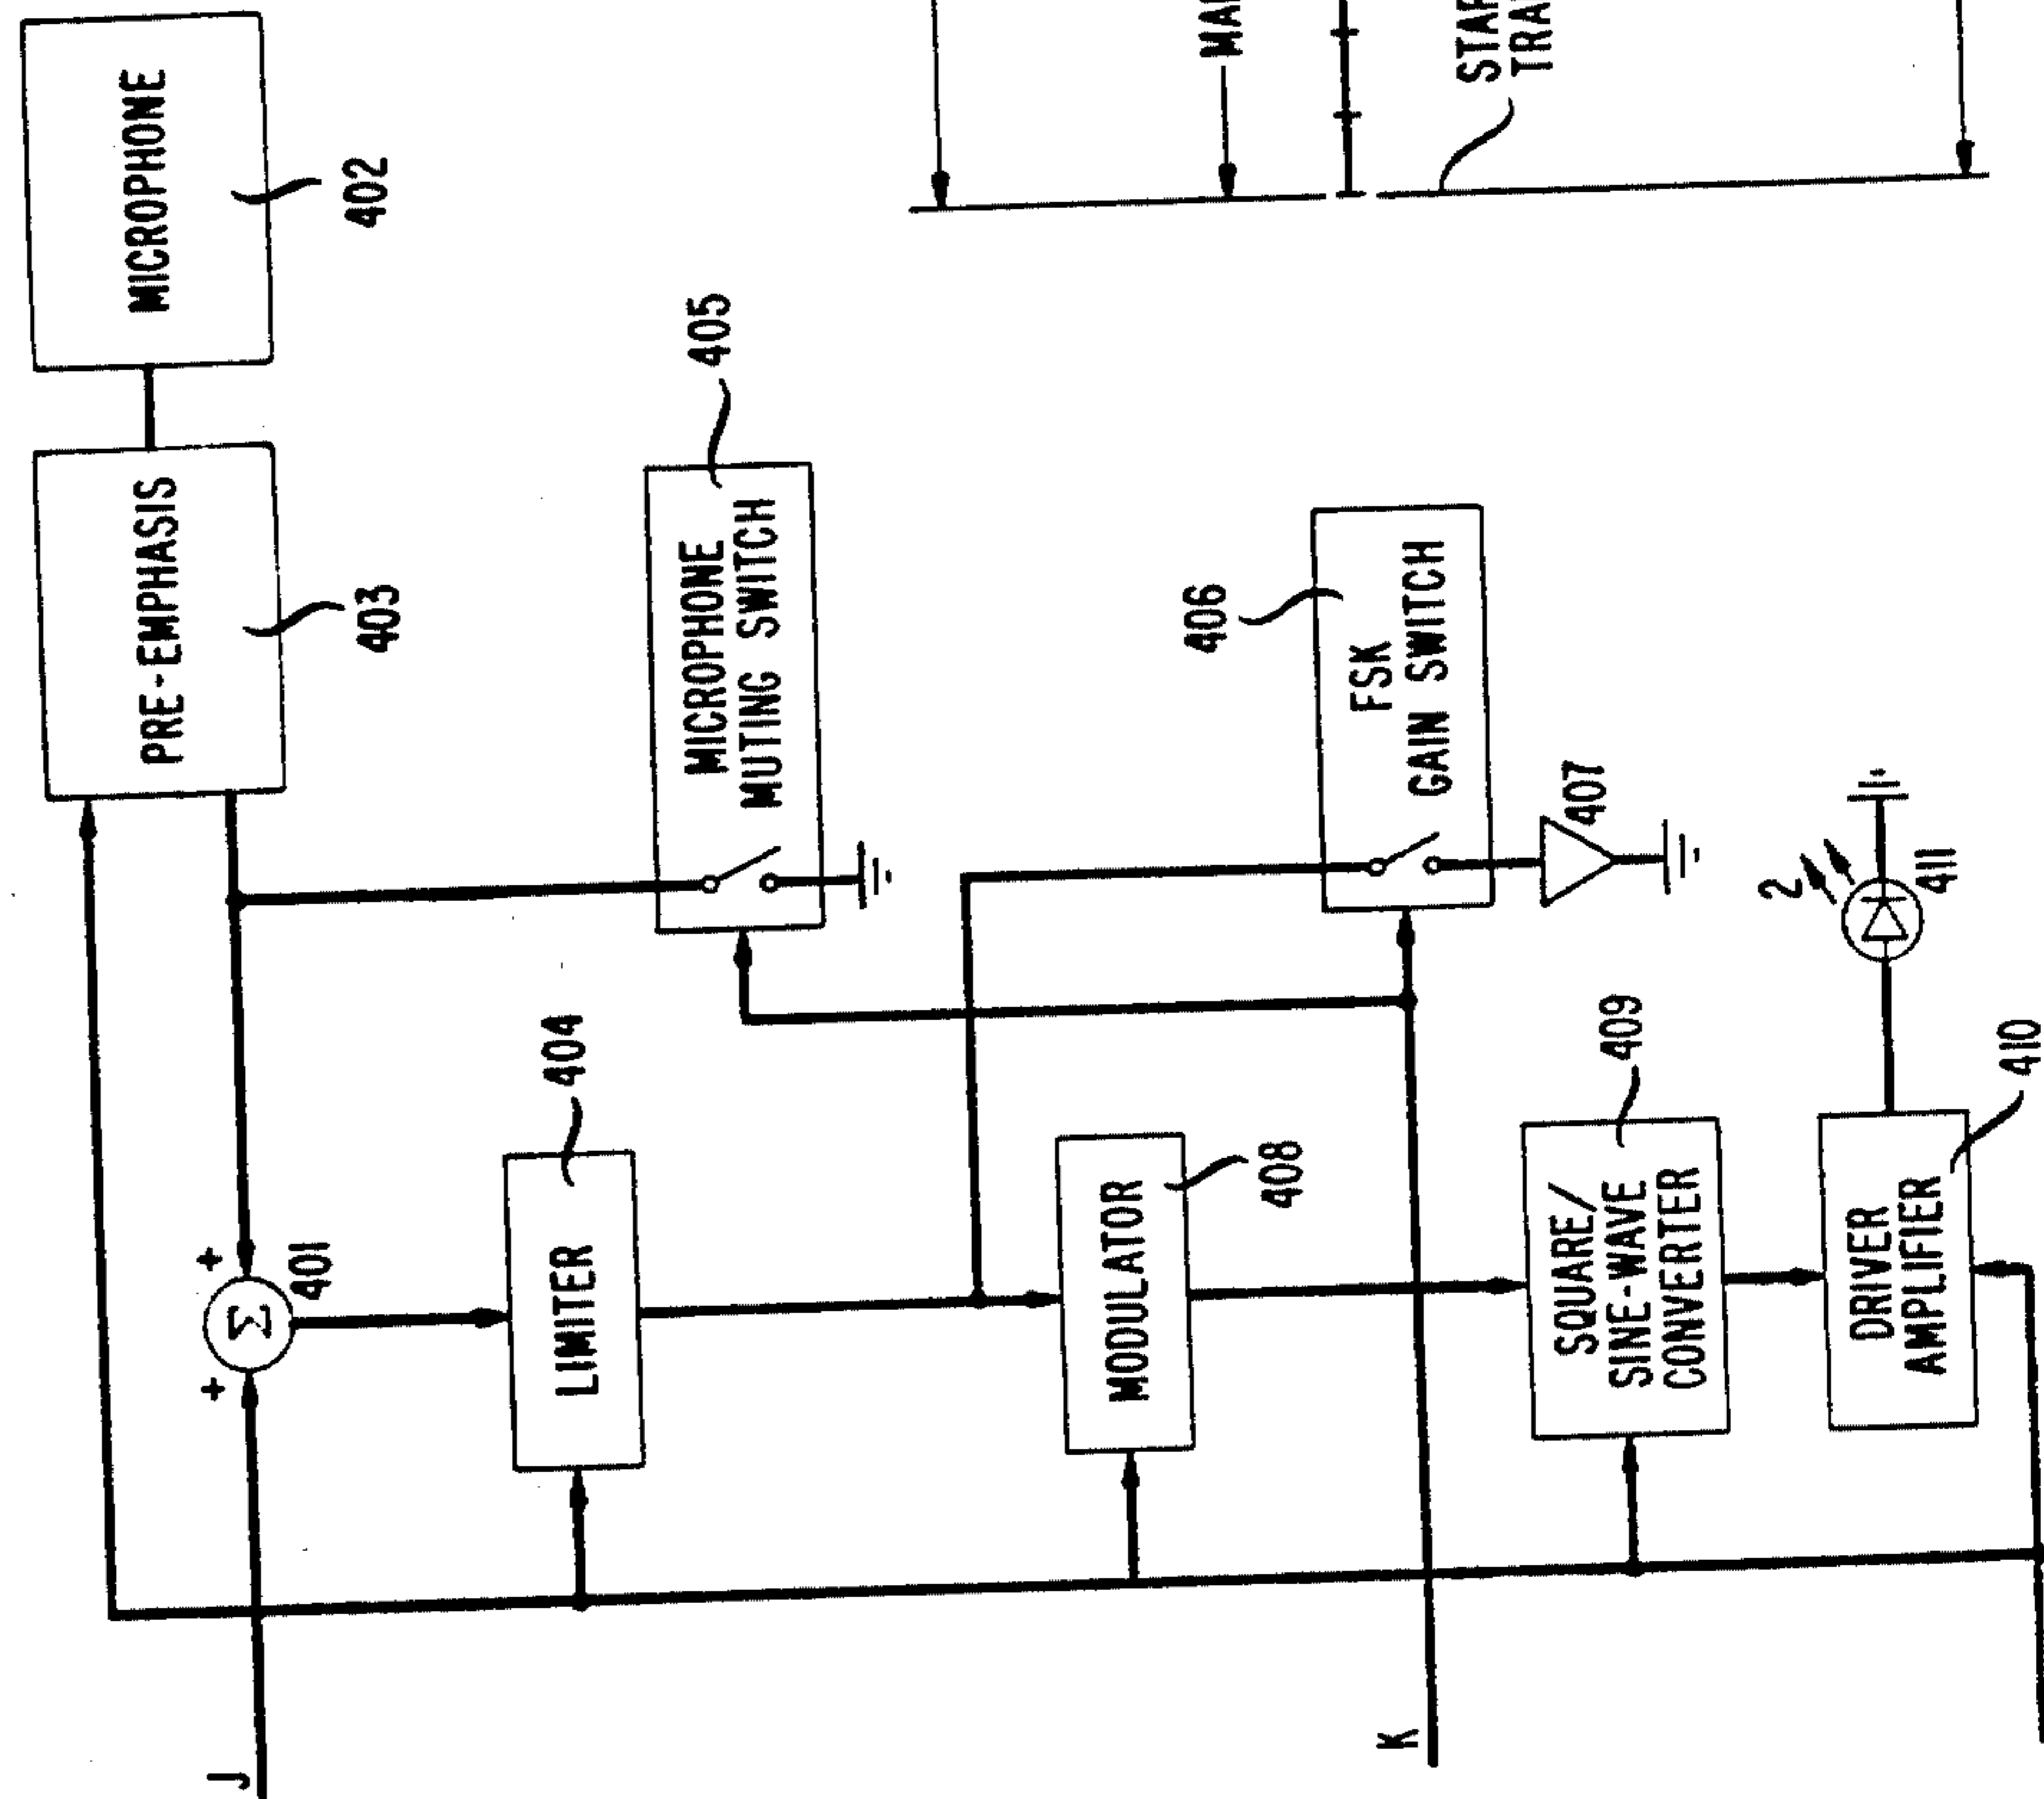 MICROPHONE
402
PRE-EMPHASIS
403
MICROPHONE
MUTING SWITCH
405
+
+
Σ
401
LIMITER
404
FSK
GAIN SWITCH
406
407
MODULATOR
408
SQUARE/
SINE-WAVE
CONVERTER
409
DRIVER
AMPLIFIER
410
2
411
J
K